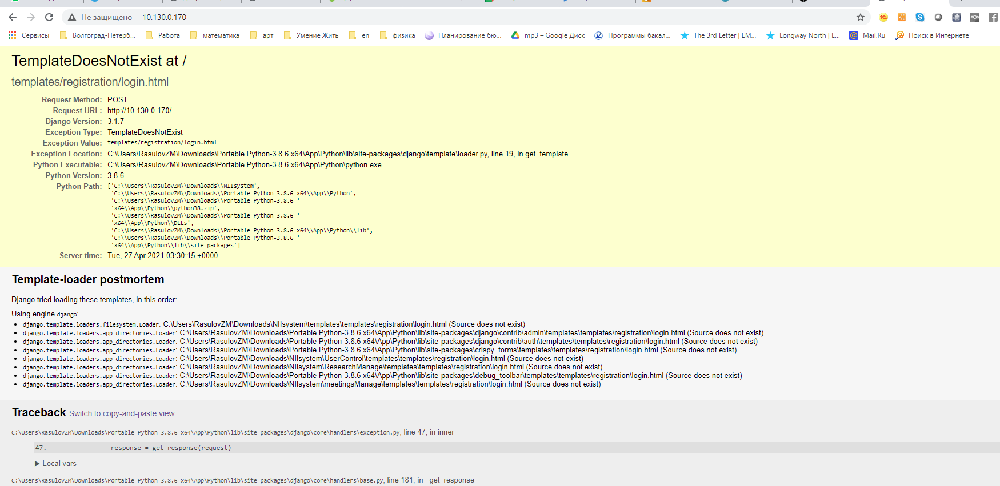 Не защищено 10.130.0.170
Сервисы Волгоград-Петерб... Работа математика арт Умение Жить en физика Планирование бю... mp3 – Google Диск Программы бакал... The 3rd Letter | EM... Longway North | E... Mail.Ru Поиск в Интернете
TemplateDoesNotExist at /
templates/registration/login.html
Request Method: POST
Request URL: http://10.130.0.170/
Django Version: 3.1.7
Exception Type: TemplateDoesNotExist
Exception Value: templates/registration/login.html
Exception Location: C:\Users\RasulovZM\Downloads\Portable Python-3.8.6 x64\App\Python\lib\site-packages\django\template\loader.py, line 19, in get_template
Python Executable: C:\Users\RasulovZM\Downloads\Portable Python-3.8.6 x64\App\Python\python.exe
Python Version: 3.8.6
Python Path: ['C:\\Users\\RasulovZM\\Downloads\\NIIsystem',
'C:\\Users\\RasulovZM\\Downloads\\Portable Python-3.8.6 x64\\App\\Python',
'C:\\Users\\RasulovZM\\Downloads\\Portable Python-3.8.6 '
'x64\\App\\Python\\python38.zip',
'C:\\Users\\RasulovZM\\Downloads\\Portable Python-3.8.6 '
'x64\\App\\Python\\DLLs',
'C:\\Users\\RasulovZM\\Downloads\\Portable Python-3.8.6 x64\\App\\Python\\lib',
'C:\\Users\\RasulovZM\\Downloads\\Portable Python-3.8.6 '
'x64\\App\\Python\\lib\\site-packages']
Server time: Tue, 27 Apr 2021 03:30:15 +0000
Template-loader postmortem
Django tried loading these templates, in this order:
Using engine django:
django.template.loaders.filesystem.Loader: C:\Users\RasulovZM\Downloads\NIIsystem\templates\templates\registration\login.html (Source does not exist)
django.template.loaders.app_directories.Loader: C:\Users\RasulovZM\Downloads\Portable Python-3.8.6 x64\App\Python\lib\site-packages\django\contrib\admin\templates\templates\registration\login.html (Source does not exist)
django.template.loaders.app_directories.Loader: C:\Users\RasulovZM\Downloads\Portable Python-3.8.6 x64\App\Python\lib\site-packages\django\contrib\auth\templates\templates\registration\login.html (Source does not exist)
django.template.loaders.app_directories.Loader: C:\Users\RasulovZM\Downloads\Portable Python-3.8.6 x64\App\Python\lib\site-packages\crispy_forms\templates\templates\registration\login.html (Source does not exist)
django.template.loaders.app_directories.Loader: C:\Users\RasulovZM\Downloads\NIIsystem\UserControl\templates\templates\registration\login.html (Source does not exist)
django.template.loaders.app_directories.Loader: C:\Users\RasulovZM\Downloads\NIIsystem\ResearchManage\templates\templates\registration\login.html (Source does not exist)
django.template.loaders.app_directories.Loader: C:\Users\RasulovZM\Downloads\Portable Python-3.8.6 x64\App\Python\lib\site-packages\debug_toolbar\templates\templates\registration\login.html (Source does not exist)
django.template.loaders.app_directories.Loader: C:\Users\RasulovZM\Downloads\NIIsystem\meetingsManage\templates\templates\registration\login.html (Source does not exist)
Traceback Switch to copy-and-paste view
C:\Users\RasulovZM\Downloads\Portable Python-3.8.6 x64\App\Python\lib\site-packages\django\core\handlers\exception.py, line 47, in inner
47. response = get_response(request)
▶ Local vars
C:\Users\RasulovZM\Downloads\Portable Python-3.8.6 x64\App\Python\lib\site-packages\django\core\handlers\base.py, line 181, in _get_response